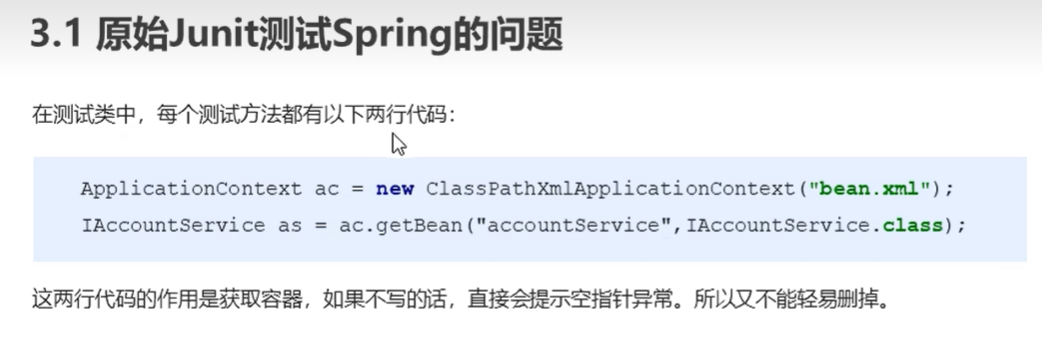 3.1 原始Junit测试Spring的问题
在测试类中，每个测试方法都有以下两行代码：
ApplicationContext ac = new ClassPathXmlApplicationContext("bean.xml");
IAccountService as = ac.getBean("accountService",IAccountService.class);
这两行代码的作用是获取容器，如果不写的话，直接会提示空指针异常。所以又不能轻易删掉。